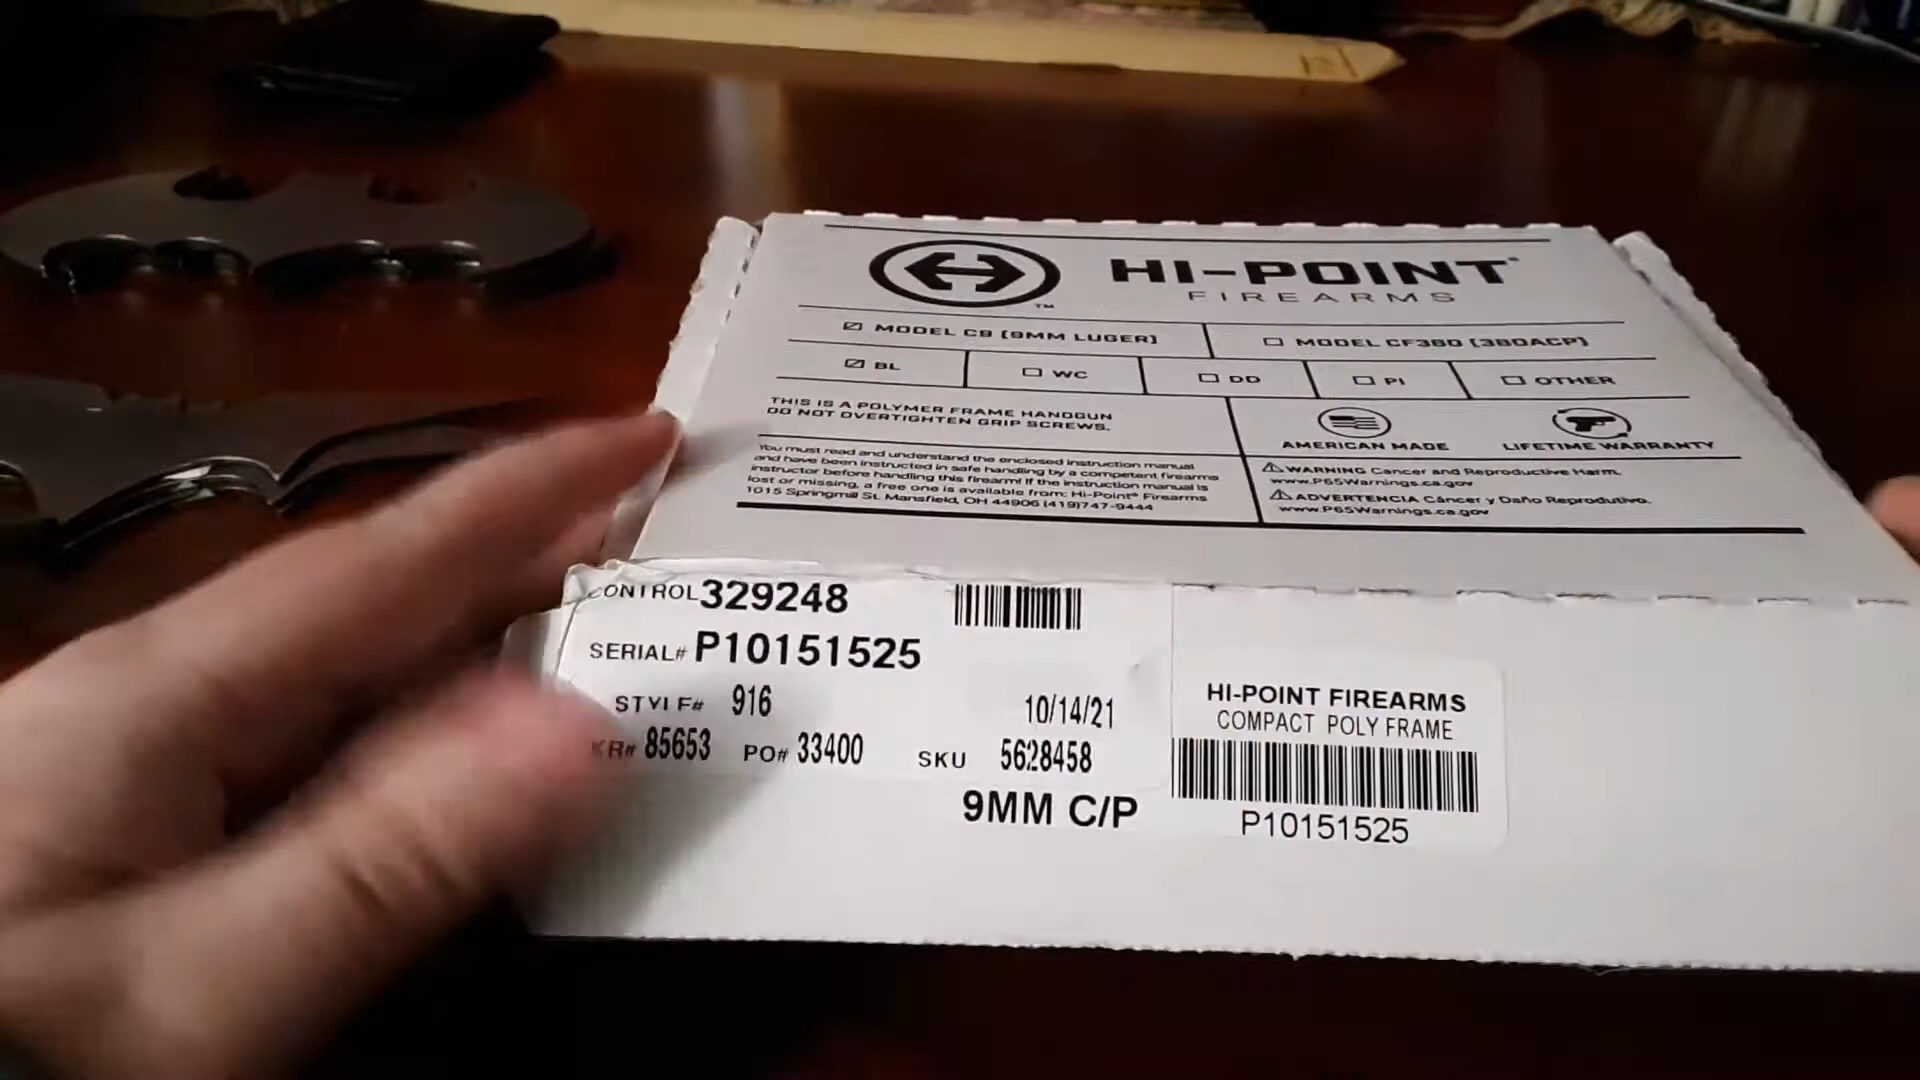 HI-POINT
FIREARMS
TM
MODEL C9 (9MM LUGER)
MODEL CF380 (380ACP)
BL
WC
DD
PI
OTHER
THIS IS A POLYMER FRAME HANDGUN
DO NOT OVERTIGHTEN GRIP SCREWS.
You must read and understand the enclosed instruction manual
and have been instructed in safe handling by a competent firearms
instructor before handling this firearm! If the instruction manual is
lost or missing, a free one is available from: Hi-Point® Firearms
1015 Springmill St. Mansfield, OH 44906 (419)747-9444
AMERICAN MADE
LIFETIME WARRANTY
WARNING Cancer and Reproductive Harm.
www.P65Warnings.ca.gov
ADVERTENCIA Cáncer y Daño Reproductivo.
www.P65Warnings.ca.gov
CONTROL 329248
SERIAL# P10151525
STYLE# 916
10/14/21
KR# 85653 PO# 33400 SKU 5628458
9MM C/P
HI-POINT FIREARMS
COMPACT POLY FRAME
P10151525